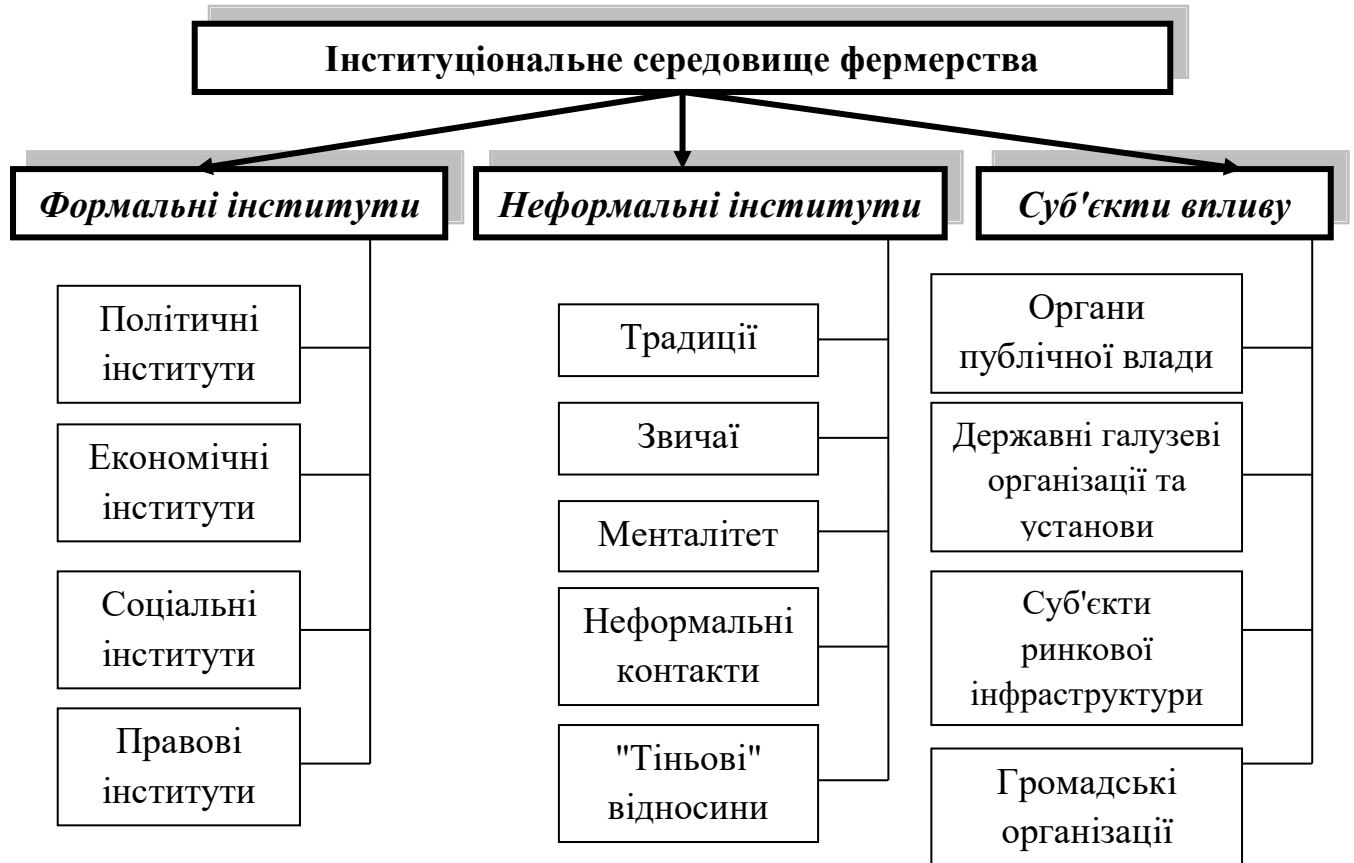 Інституціональне середовище фермерства
Формальні інститути
Політичні
інститути
Економічні
інститути
Соціальні
інститути
Правові
інститути
Неформальні інститути
Традиції
Звичаї
Менталітет
Неформальні
контакти
"Тіньові"
відносини
Суб'єкти впливу
Органи
публічної влади
Державні галузеві
організації та
установи
Суб'єкти
ринкової
інфраструктури
Громадські
організації